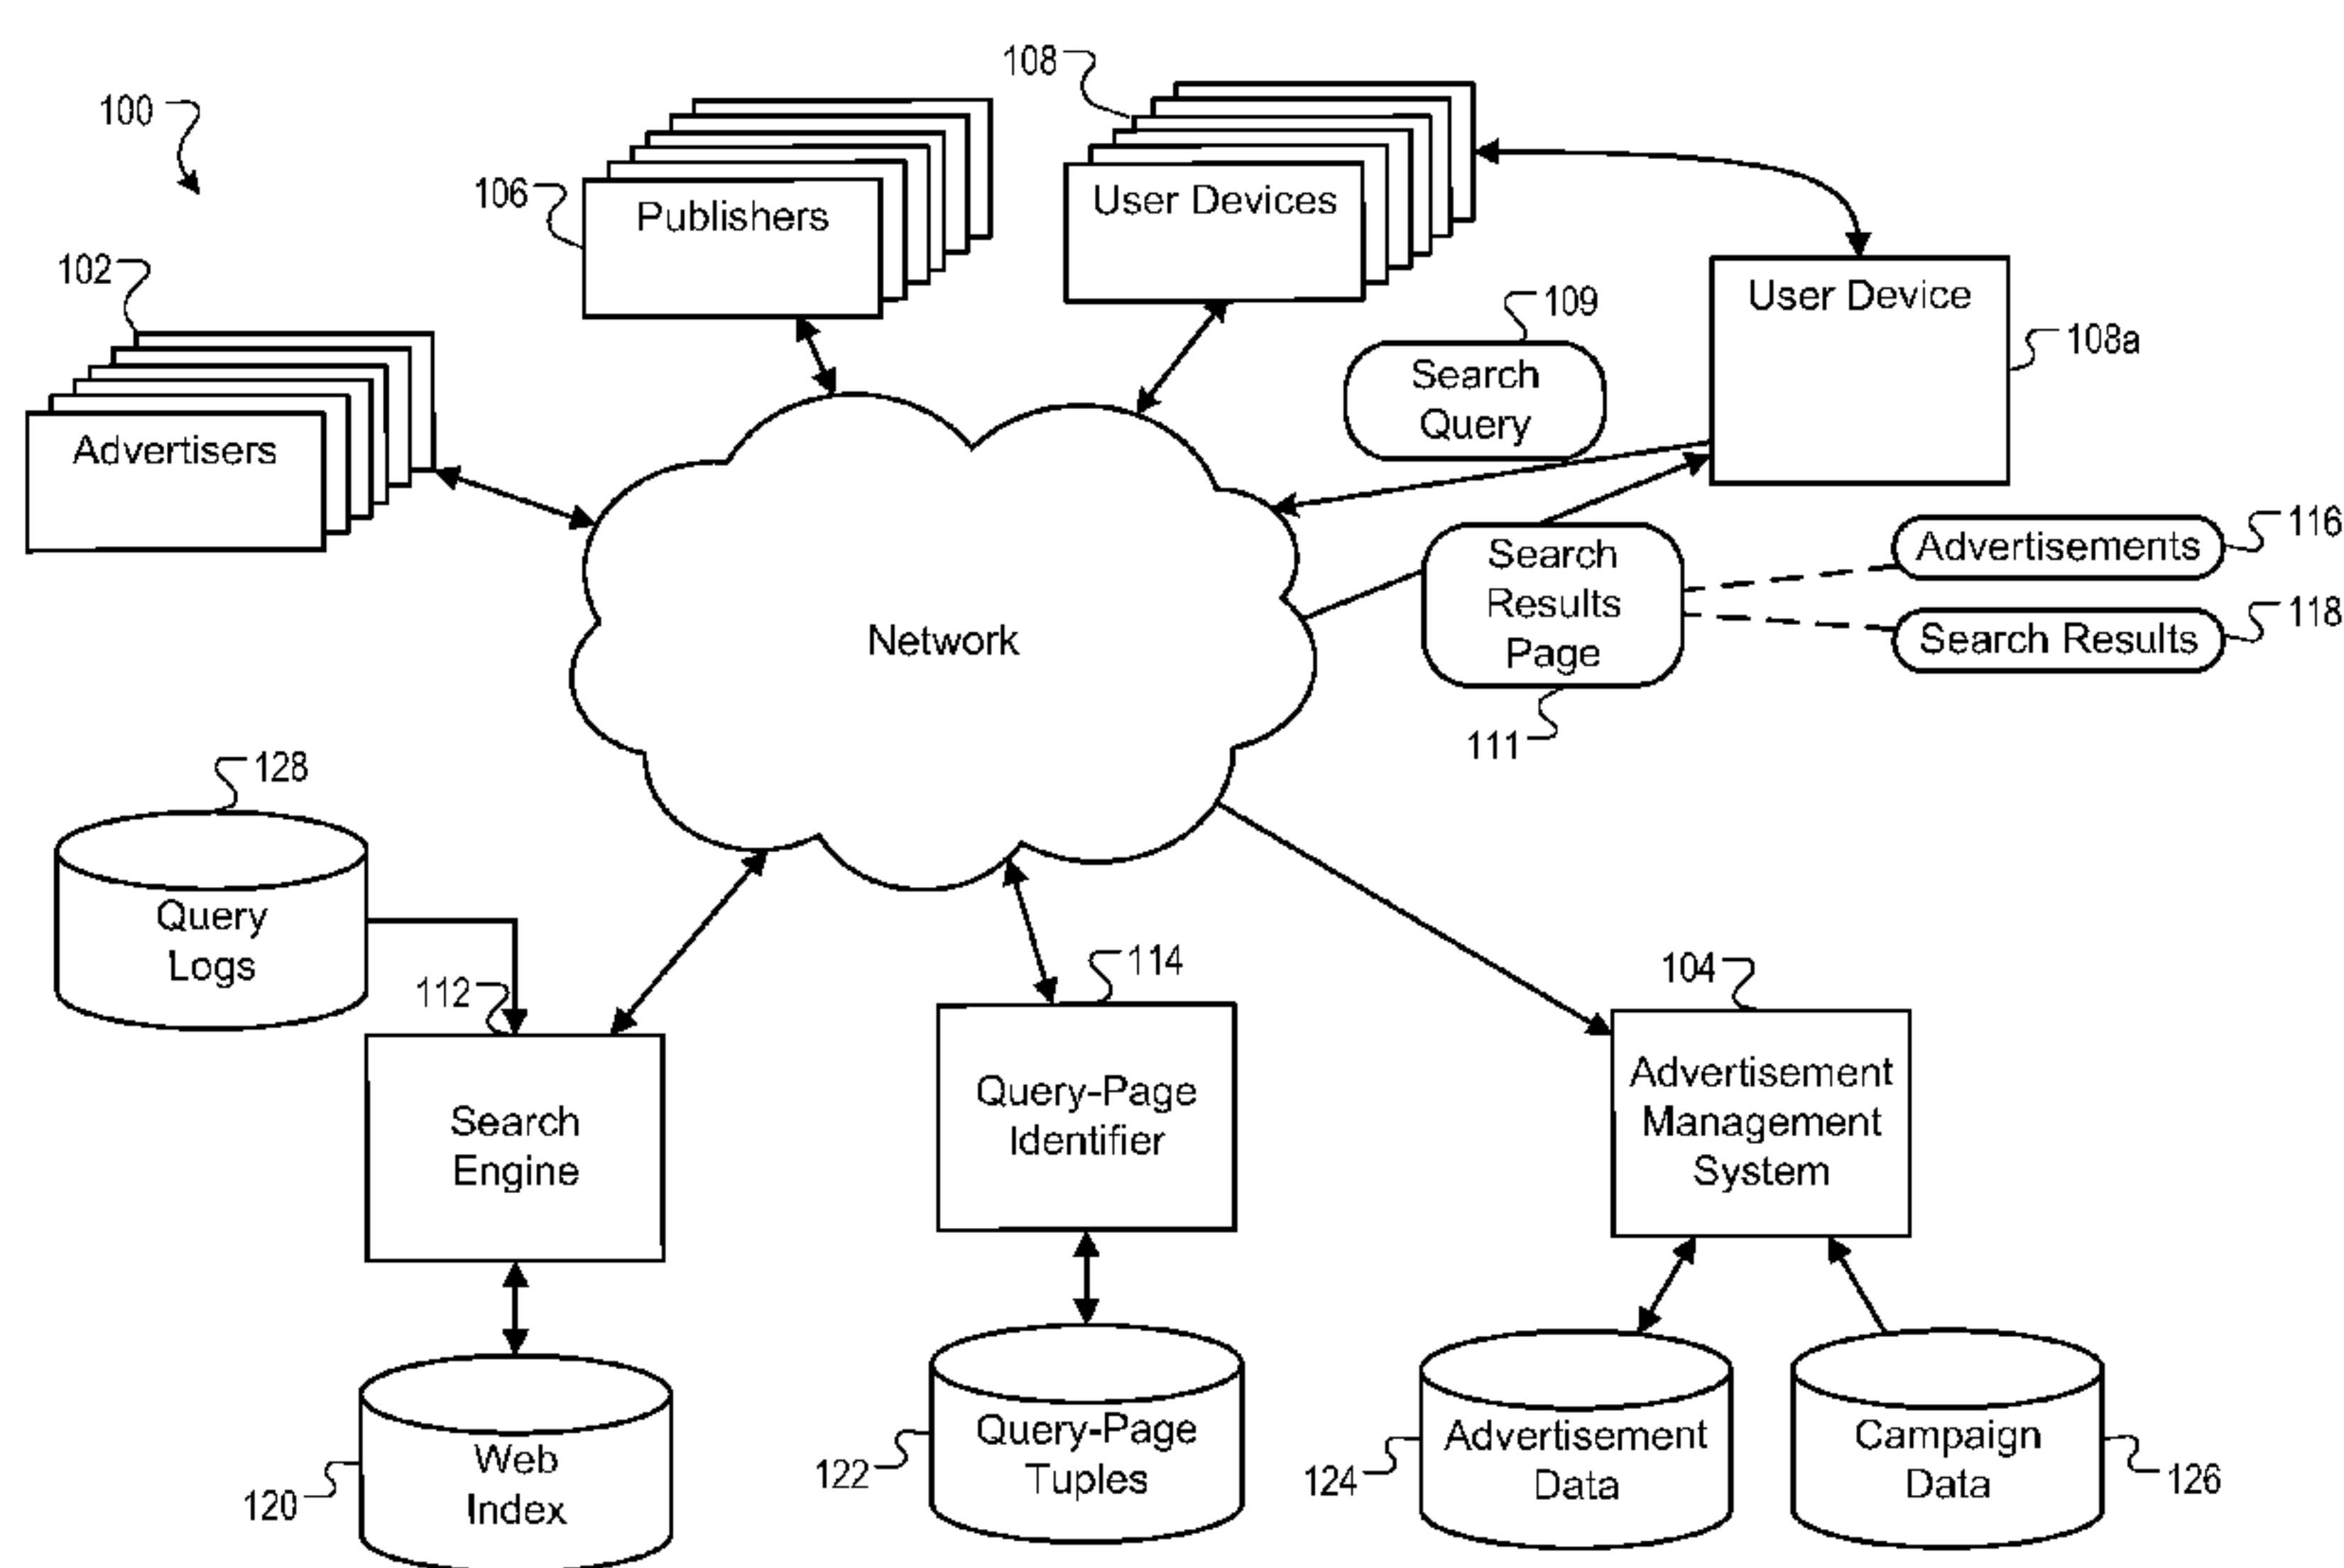 108
100
106
Publishers
User Devices
102
109
User Device
108a
Search
Query
Advertisers
116
Advertisements
Search
Results
Page
118
Search Results
Network
111
128
Query
Logs
112
114
104
Query-Page
Identifier
Advertisement
Management
System
Search
Engine
Web
Index
120
Query-Page
Tuples
122
Advertisement
Data
124
Campaign
Data
126